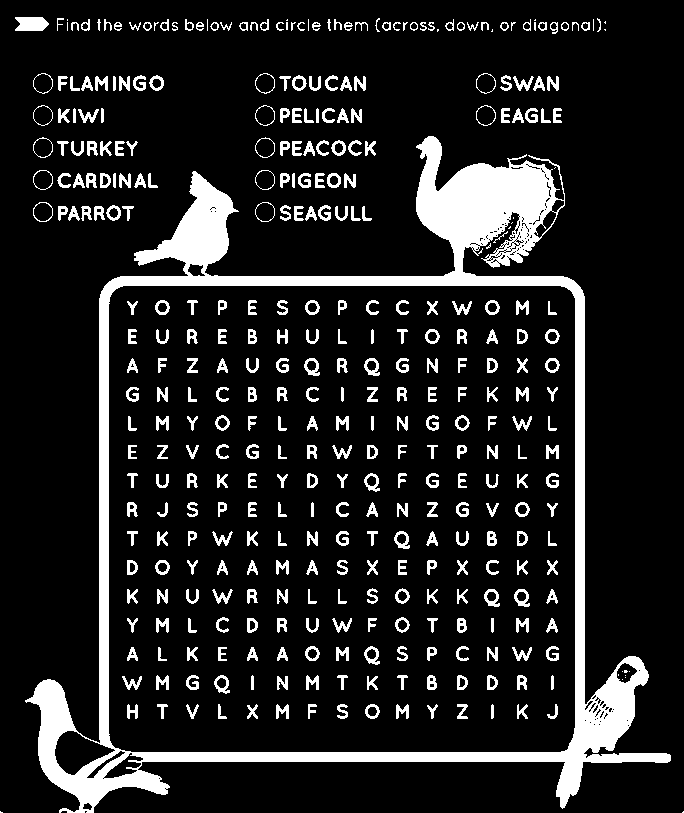 Find the words below and circle them (across, down, or diagonal):
FLAMINGO TOUCAN SWAN
KIWI PELICAN EAGLE
TURKEY PEACOCK
CARDINAL PIGEON
PARROT SEAGULL
Y O T P E S O P C C X W O M L
E U R E B H U L I T O R A D O
A F Z A U G Q R Q G N F D X O
G N L C B R C I Z R E F K M Y
L M Y O F L A M I N G O F W L
E Z V C G L R W D F T P N L M
T U R K E Y D Y Q F G E U K G
R J S P E L I C A N Z G V O Y
T K P W K L N G T Q A U B D L
D O Y A A M A S X E P X C K X
K N U W R N L L S O K K Q Q A
Y M L C D R U W F O T B I M A
A L K E A A O M Q S P C N W G
W M G Q I N M T K T B D D R I
H T V L X M F S O M Y Z I K J